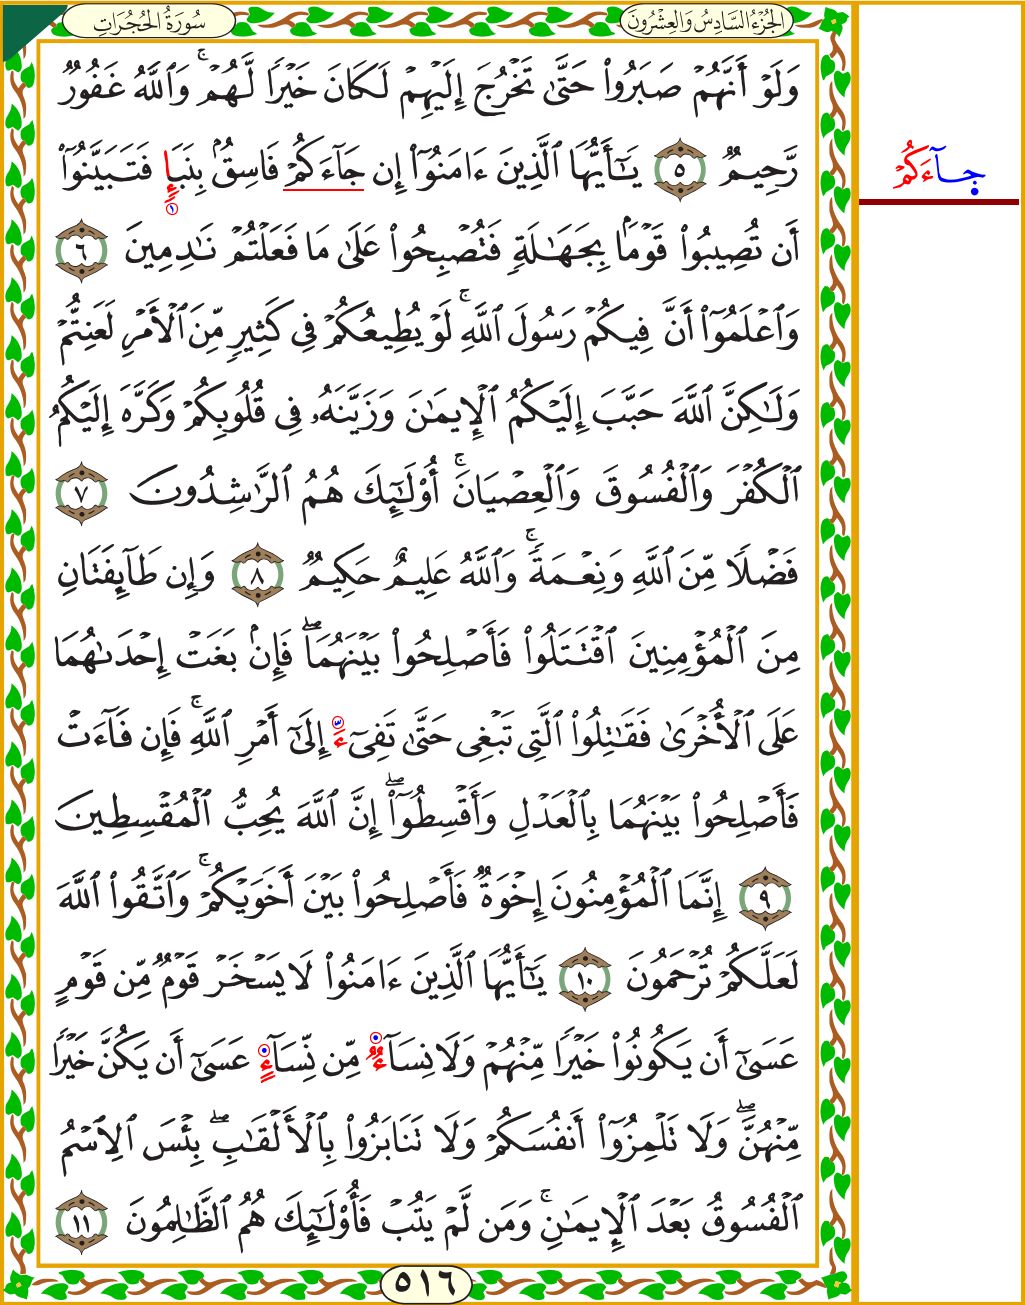 سُورَةُ الْحُجُرَاتِ
الجُزْءُ السَّادِسُ وَالعِشْرُونَ
وَلَوْ أَنَّهُمْ صَبَرُوا۟ حَتَّىٰ تَخْرُجَ إِلَيْهِمْ لَكَانَ خَيْرًا لَّهُمْ ۚ وَٱللَّهُ غَفُورٌ
رَّحِيمٌ ٥ يَـٰٓأَيُّهَا ٱلَّذِينَ ءَامَنُوٓا۟ إِن جَآءَكُمْ فَاسِقٌۢ بِنَبَإٍ ١ فَتَبَيَّنُوٓا۟
جَآءَكُمْ
أَن تُصِيبُوا۟ قَوْمًۢا بِجَهَـٰلَةٍ فَتُصْبِحُوا۟ عَلَىٰ مَا فَعَلْتُمْ نَـٰدِمِينَ ٦
وَٱعْلَمُوٓا۟ أَنَّ فِيكُمْ رَسُولَ ٱللَّهِ ۚ لَوْ يُطِيعُكُمْ فِى كَثِيرٍ مِّنَ ٱلْأَمْرِ لَعَنِتُّمْ
وَلَـٰكِنَّ ٱللَّهَ حَبَّبَ إِلَيْكُمُ ٱلْإِيمَـٰنَ وَزَيَّنَهُۥ فِى قُلُوبِكُمْ وَكَرَّهَ إِلَيْكُمُ
ٱلْكُفْرَ وَٱلْفُسُوقَ وَٱلْعِصْيَانَ ۚ أُو۟لَـٰٓئِكَ هُمُ ٱلرَّٰشِدُونَ ٧
فَضْلًا مِّنَ ٱللَّهِ وَنِعْمَةً ۚ وَٱللَّهُ عَلِيمٌ حَكِيمٌ ٨ وَإِن طَآئِفَتَانِ
مِنَ ٱلْمُؤْمِنِينَ ٱقْتَتَلُوا۟ فَأَصْلِحُوا۟ بَيْنَهُمَا ۖ فَإِنۢ بَغَتْ إِحْدَىٰهُمَا
عَلَى ٱلْأُخْرَىٰ فَقَـٰتِلُوا۟ ٱلَّتِى تَبْغِى حَتَّىٰ تَفِىٓءَ إِلَىٰٓ أَمْرِ ٱللَّهِ ۚ فَإِن فَآءَتْ
فَأَصْلِحُوا۟ بَيْنَهُمَا بِٱلْعَدْلِ وَأَقْسِطُوٓا۟ ۖ إِنَّ ٱللَّهَ يُحِبُّ ٱلْمُقْسِطِينَ
٩ إِنَّمَا ٱلْمُؤْمِنُونَ إِخْوَةٌ فَأَصْلِحُوا۟ بَيْنَ أَخَوَيْكُمْ ۚ وَٱتَّقُوا۟ ٱللَّهَ
لَعَلَّكُمْ تُرْحَمُونَ ١٠ يَـٰٓأَيُّهَا ٱلَّذِينَ ءَامَنُوا۟ لَا يَسْخَرْ قَوْمٌ مِّن قَوْمٍ
عَسَىٰٓ أَن يَكُونُوا۟ خَيْرًا مِّنْهُمْ وَلَا نِسَآءٌ مِّن نِّسَآءٍ عَسَىٰٓ أَن يَكُنَّ خَيْرًا
مِّنْهُنَّ ۖ وَلَا تَلْمِزُوٓا۟ أَنفُسَكُمْ وَلَا تَنَابَزُوا۟ بِٱلْأَلْقَـٰبِ ۖ بِئْسَ ٱلِٱسْمُ
ٱلْفُسُوقُ بَعْدَ ٱلْإِيمَـٰنِ ۚ وَمَن لَّمْ يَتُبْ فَأُو۟لَـٰٓئِكَ هُمُ ٱلظَّـٰلِمُونَ ١١
٥١٦